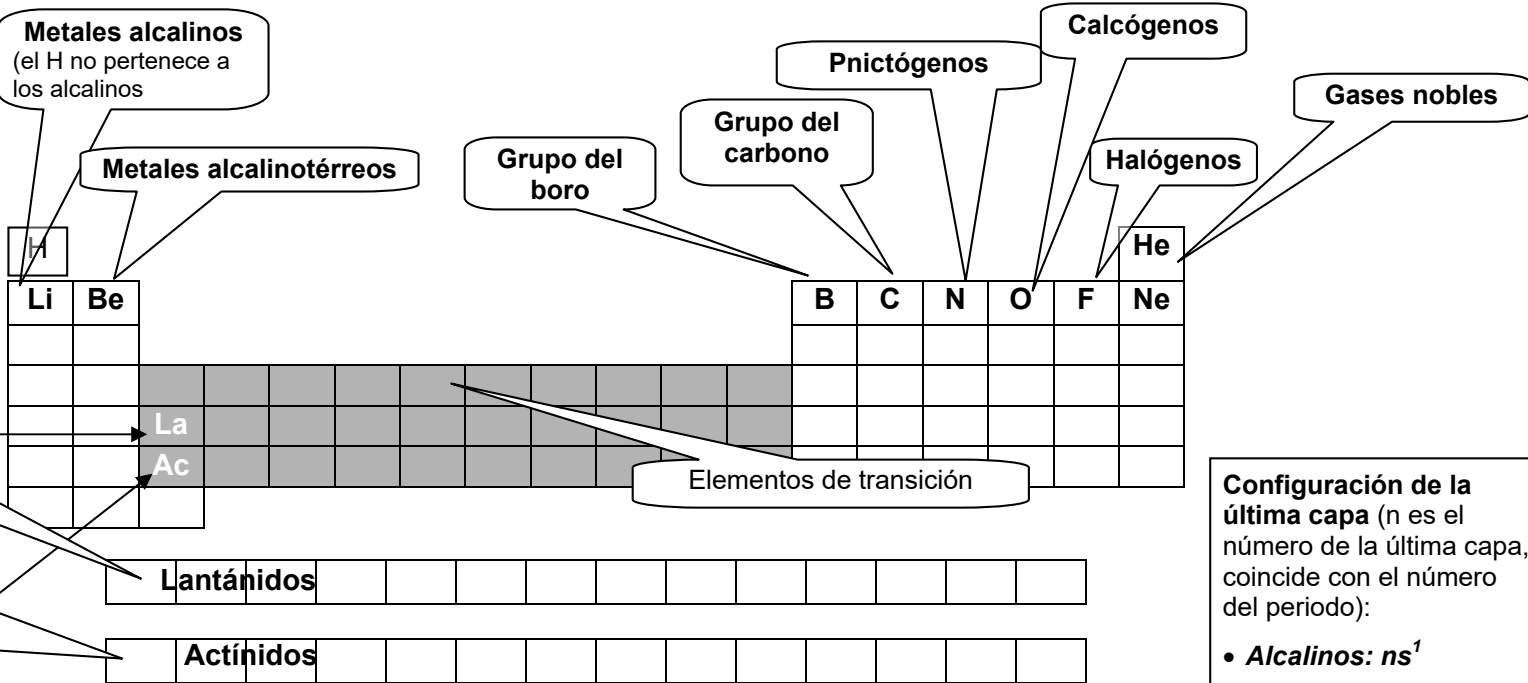 Metales alcalinos
(el H no pertenece a
los alcalinos
Metales alcalinotérreos
Grupo del
boro
Grupo del
carbono
Pnictógenos
Calcógenos
Halógenos
Gases nobles
H
He
Li Be B C N O F Ne
La
Ac
Elementos de transición
Lantánidos
Actínidos
Configuración de la
última capa (n es el
número de la última capa,
coincide con el número
del periodo):
• Alcalinos: ns¹